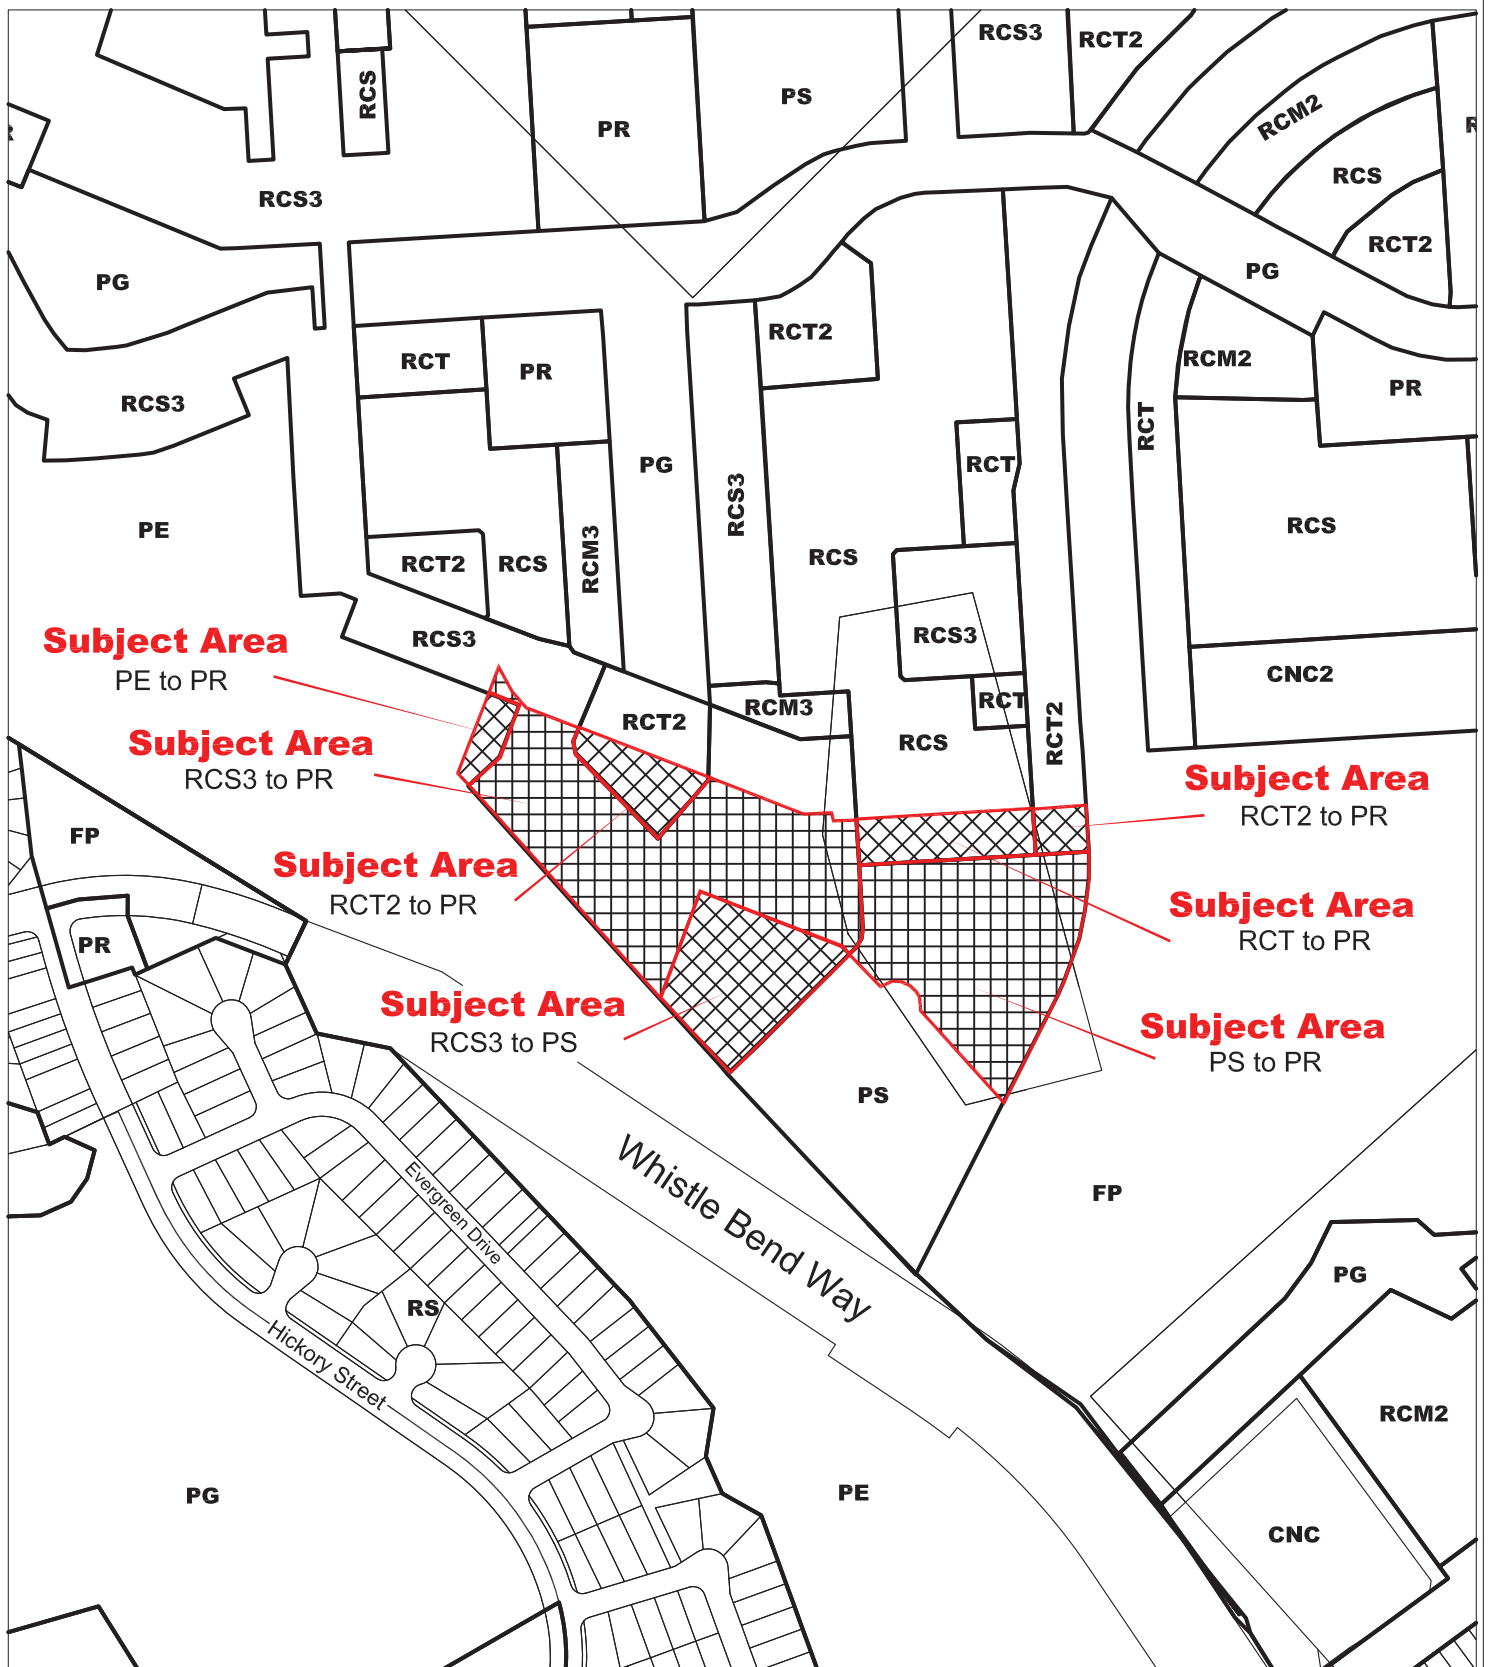 RCS3
RCT2
RCS
PS
RCM2
PR
RCS
RCS3
RCT2
PG
PG
RCT2
RCT
PR
RCM2
PR
RCS3
RCT
PG
RCT
RCS3
PE
RCS
RCT2
RCS
RCM3
RCS
RCS3
RCS3
Subject Area
PE to PR
CNC2
RCT
RCM3
RCT2
RCT2
RCS
Subject Area
RCS3 to PR
Subject Area
RCT2 to PR
FP
Subject Area
RCT2 to PR
Subject Area
RCT to PR
PR
Subject Area
RCS3 to PS
Subject Area
PS to PR
PS
FP
Whistle Bend Way
Evergreen Drive
PG
RS
Hickory Street
RCM2
PG
PE
CNC